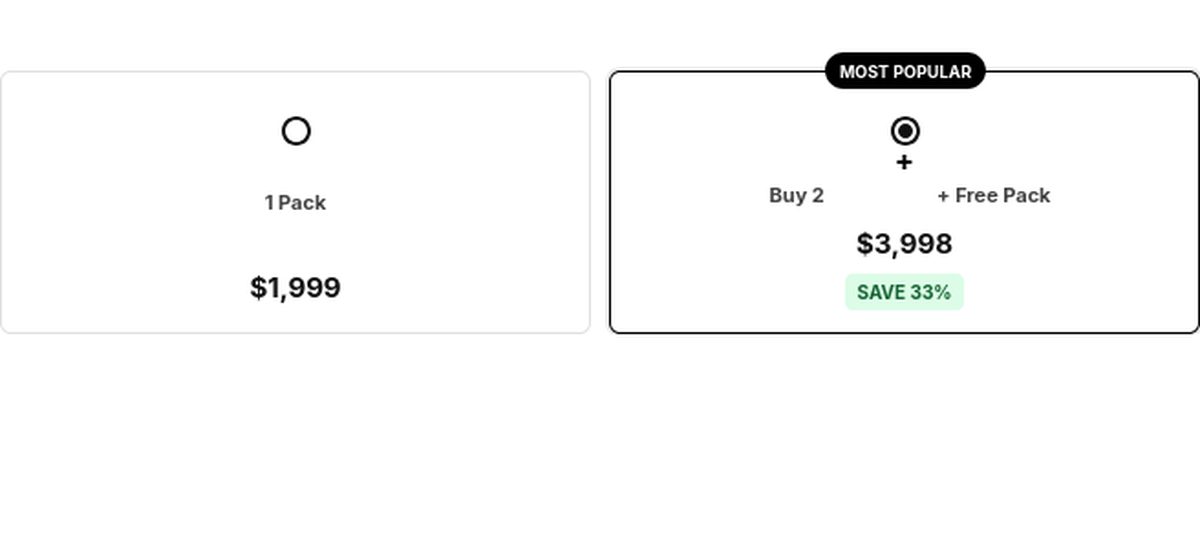 MOST POPULAR
1 Pack
$1,999
+
Buy 2 + Free Pack
$3,998
SAVE 33%